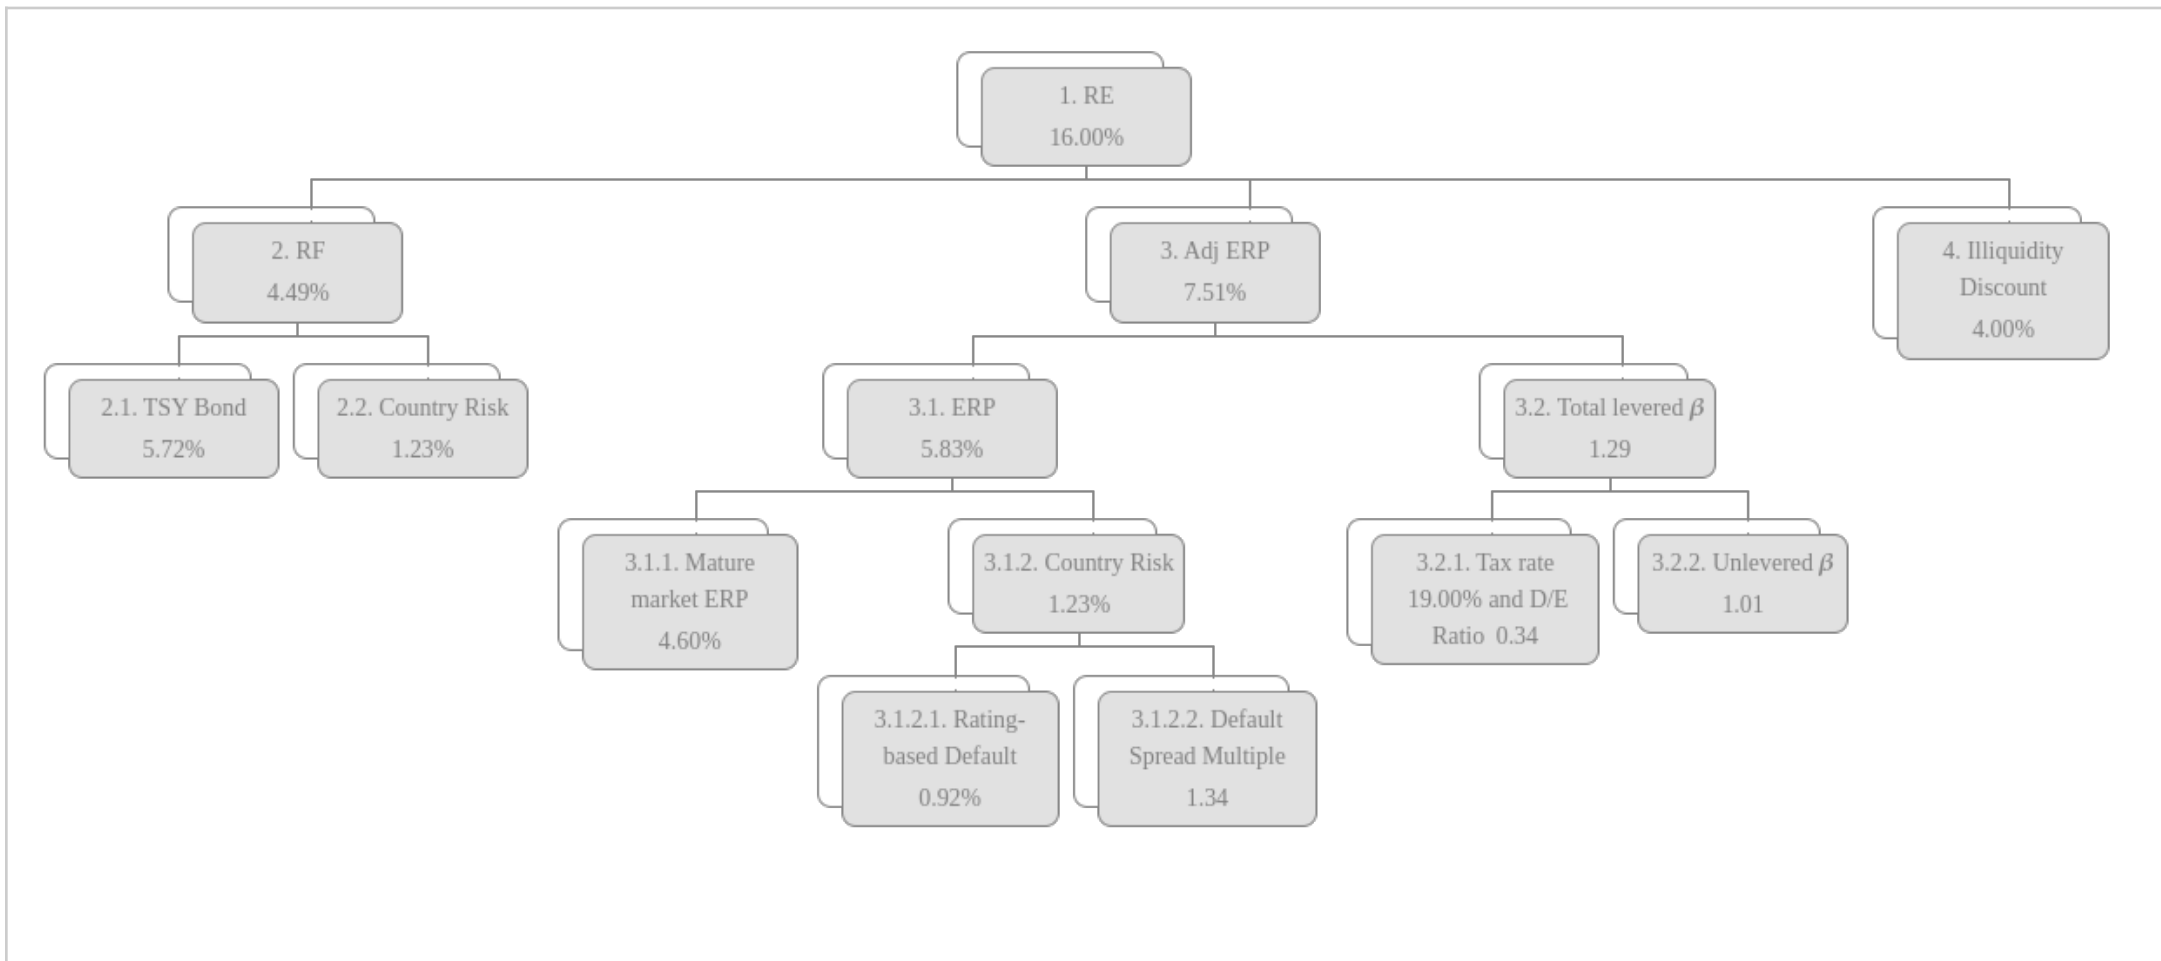 1. RE
16.00%
2. RF
4.49%
3. Adj ERP
7.51%
4. Illiquidity
Discount
4.00%
2.1. TSY Bond
5.72%
2.2. Country Risk
1.23%
3.1. ERP
5.83%
3.2. Total levered β
1.29
3.1.1. Mature
market ERP
4.60%
3.1.2. Country Risk
1.23%
3.2.1. Tax rate
19.00% and D/E
Ratio 0.34
3.2.2. Unlevered β
1.01
3.1.2.1. Rating-
based Default
0.92%
3.1.2.2. Default
Spread Multiple
1.34